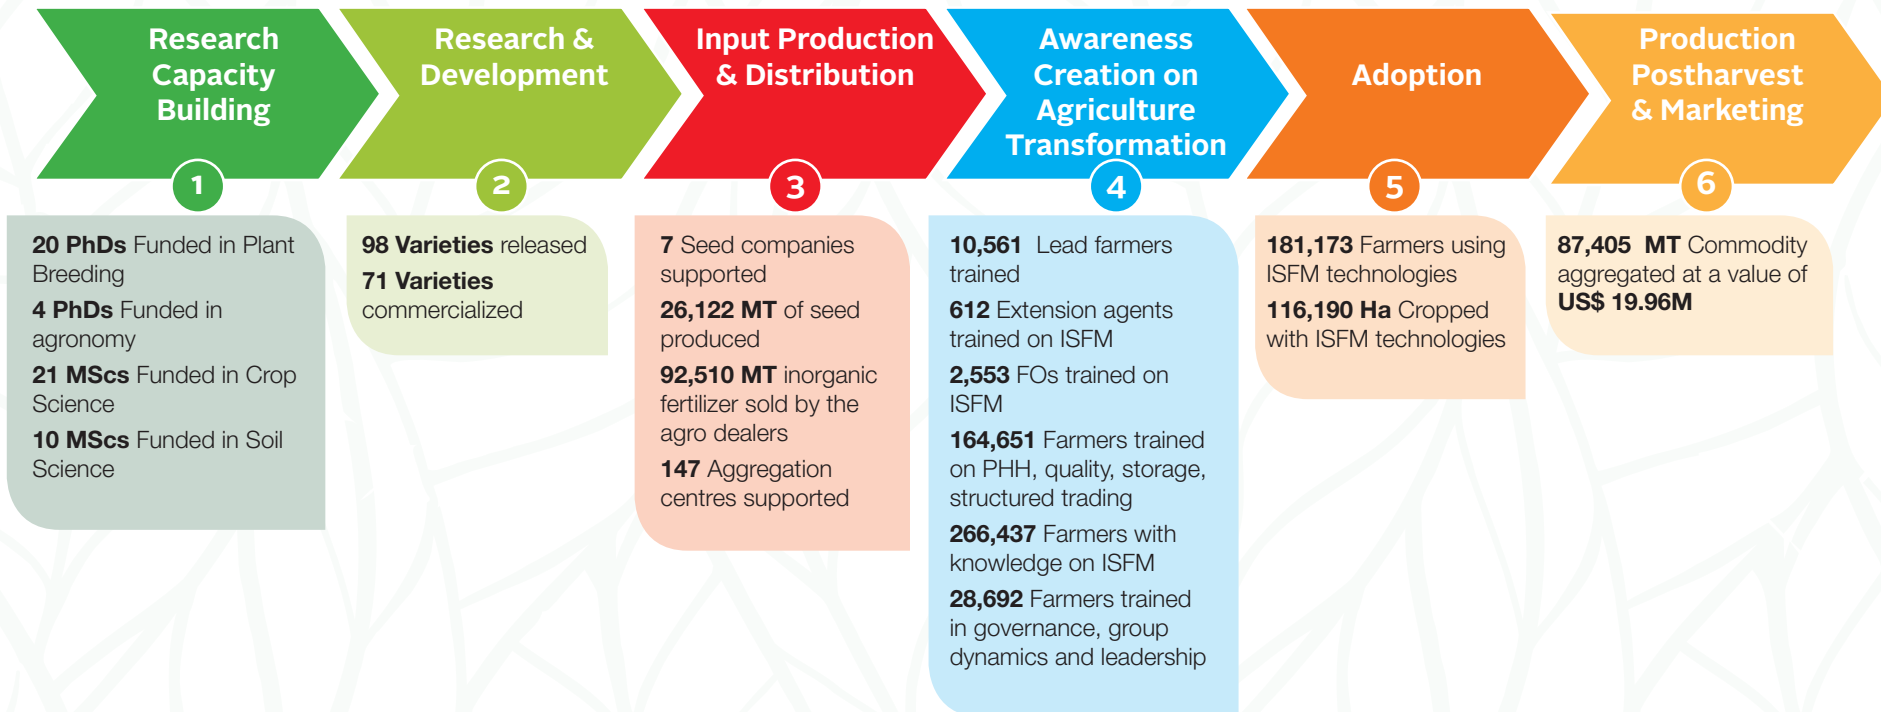 Research
Capacity
Building
1
20 PhDs Funded in Plant
Breeding
4 PhDs Funded in
agronomy
21 MScs Funded in Crop
Science
10 MScs Funded in Soil
Science
Research &
Development
2
98 Varieties released
71 Varieties
commercialized
Input Production
& Distribution
3
7 Seed companies
supported
26,122 MT of seed
produced
92,510 MT inorganic
fertilizer sold by the
agro dealers
147 Aggregation
centres supported
Awareness
Creation on
Agriculture
Transformation
4
10,561 Lead farmers
trained
612 Extension agents
trained on ISFM
2,553 FOs trained on
ISFM
164,651 Farmers trained
on PHH, quality, storage,
structured trading
266,437 Farmers with
knowledge on ISFM
28,692 Farmers trained
in governance, group
dynamics and leadership
Adoption
5
181,173 Farmers using
ISFM technologies
116,190 Ha Cropped
with ISFM technologies
Production
Postharvest
& Marketing
6
87,405 MT Commodity
aggregated at a value of
US$ 19.96M